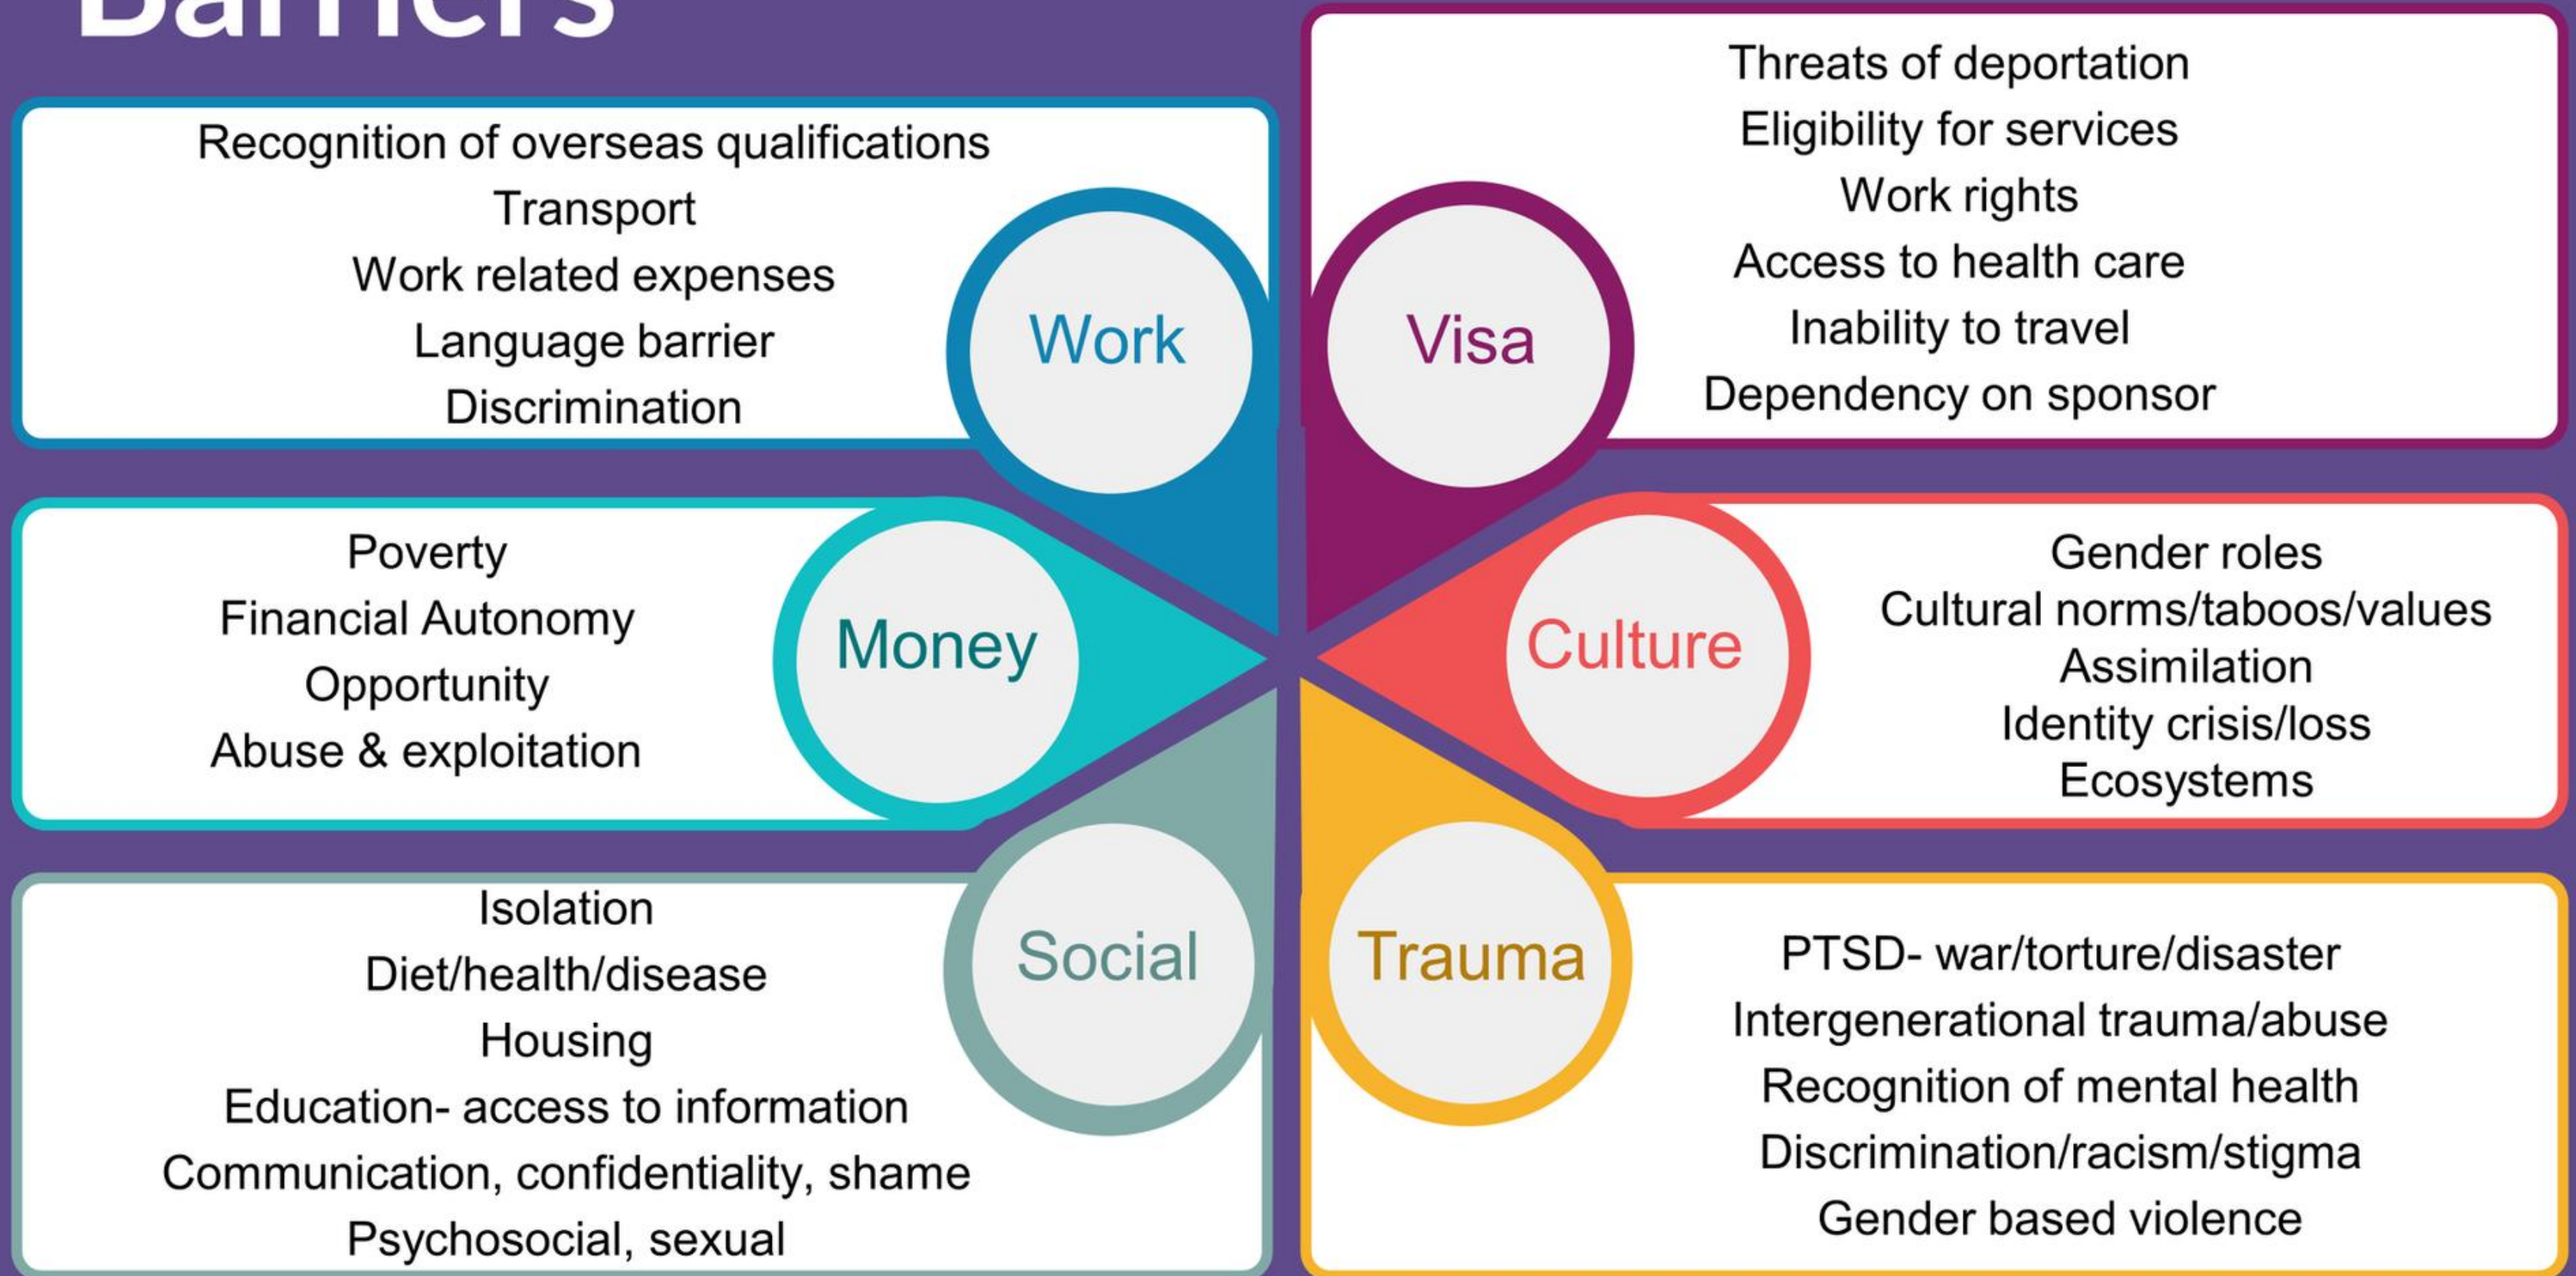 Barriers
Recognition of overseas qualifications
Transport
Work related expenses
Language barrier
Discrimination
Work
Threats of deportation
Eligibility for services
Work rights
Access to health care
Inability to travel
Dependency on sponsor
Visa
Poverty
Financial Autonomy
Opportunity
Abuse & exploitation
Money
Culture
Gender roles
Cultural norms/taboos/values
Assimilation
Identity crisis/loss
Ecosystems
Isolation
Diet/health/disease
Housing
Education- access to information
Communication, confidentiality, shame
Psychosocial, sexual
Social
Trauma
PTSD- war/torture/disaster
Intergenerational trauma/abuse
Recognition of mental health
Discrimination/racism/stigma
Gender based violence